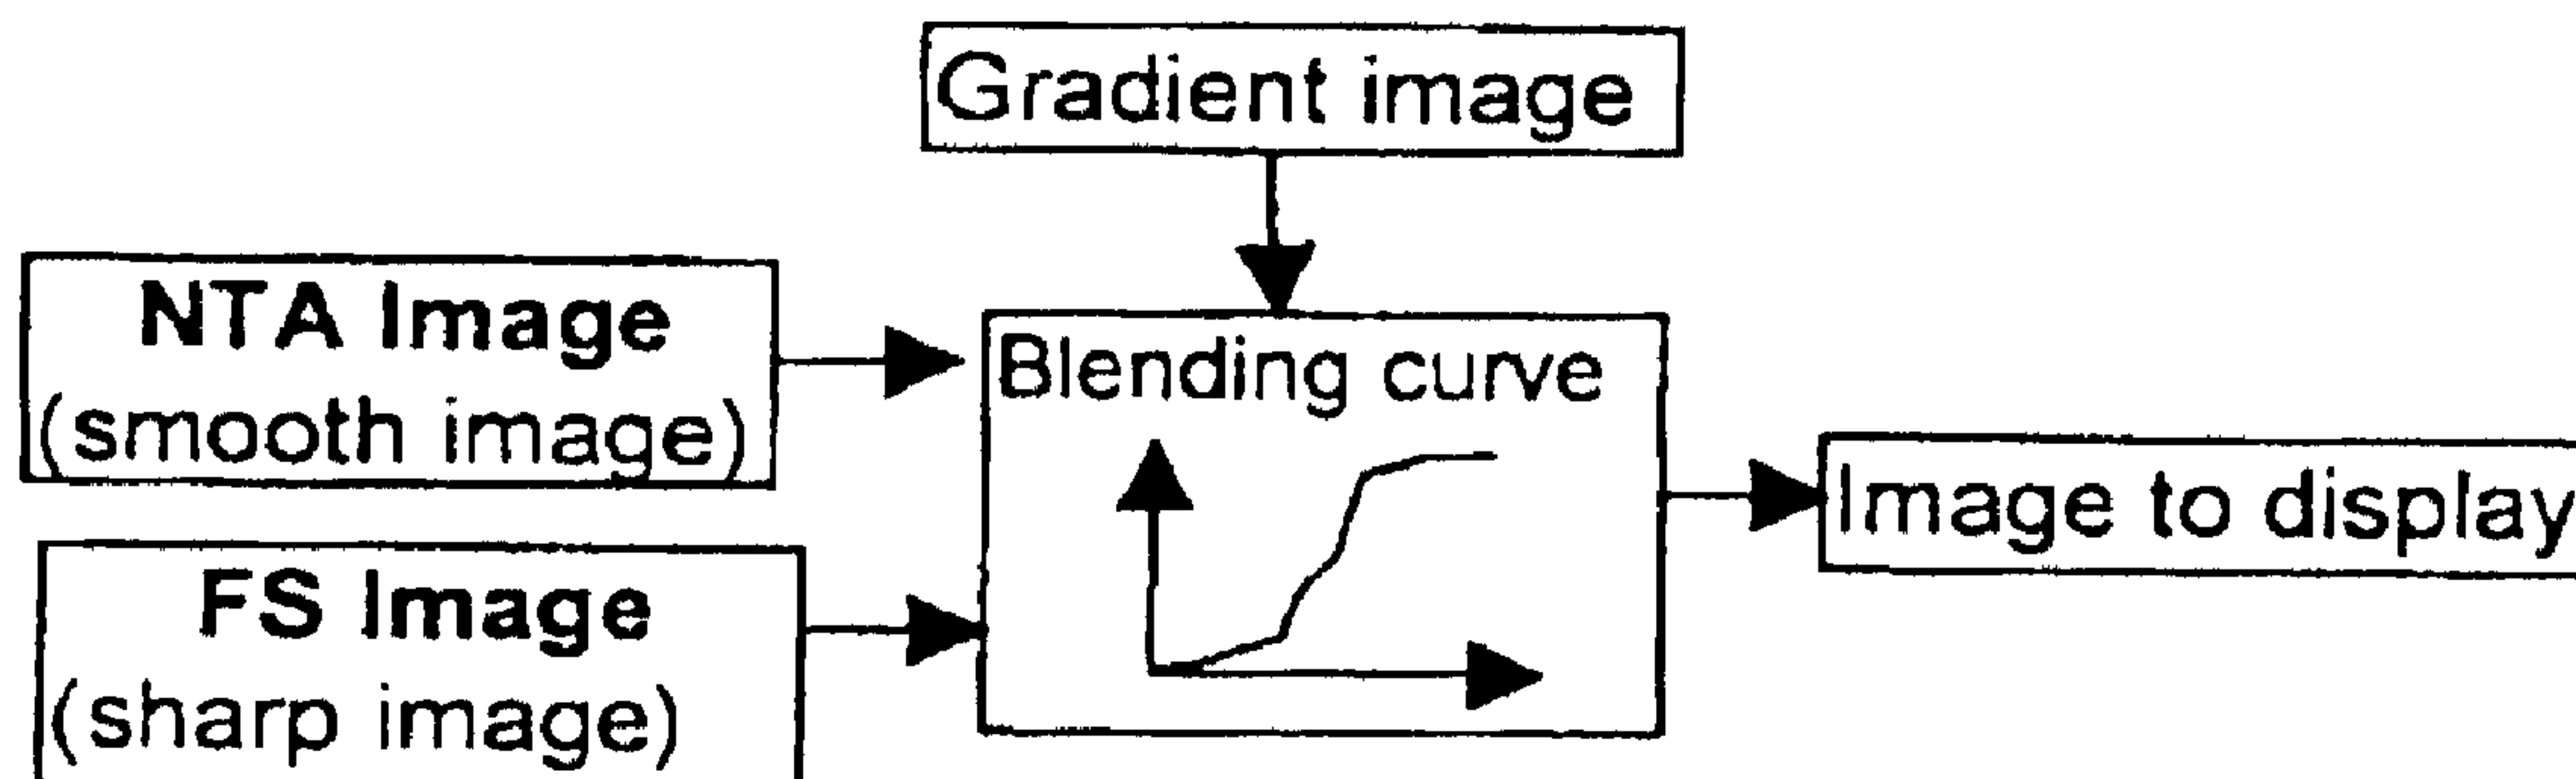 Gradient image
NTA Image
(smooth image)
Blending curve
FS Image
(sharp image)
Image to display